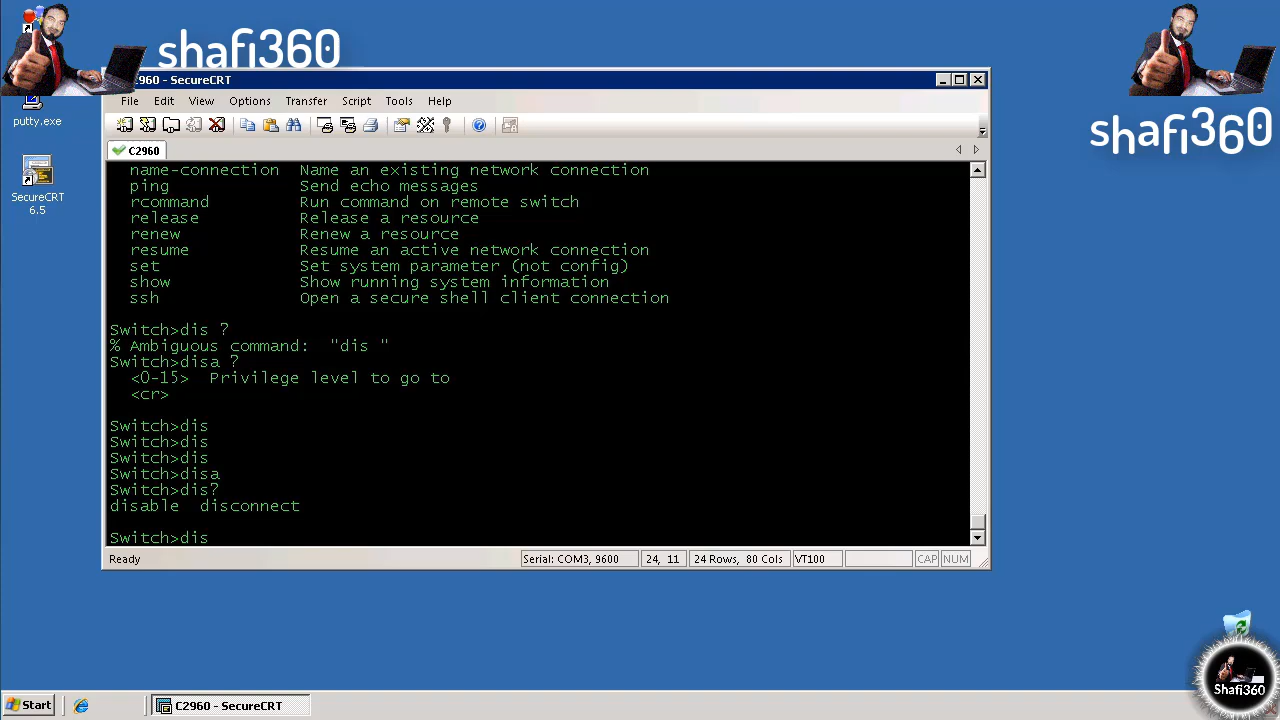 shafi360
shafi360
putty.exe
SecureCRT
6.5
C2960 - SecureCRT
File Edit View Options Transfer Script Tools Help
C2960
name-connection Name an existing network connection
ping Send echo messages
rcommand Run command on remote switch
release Release a resource
renew Renew a resource
resume Resume an active network connection
set Set system parameter (not config)
show Show running system information
ssh Open a secure shell client connection
Switch>dis ?
% Ambiguous command: "dis "
Switch>disa ?
<0-15> Privilege level to go to
<cr>
Switch>dis
Switch>dis
Switch>dis
Switch>disa
Switch>dis?
disable disconnect
Switch>dis
Ready Serial: COM3, 9600 24, 11 24 Rows, 80 Cols VT100 CAP NUM
Shafi360
Start C2960 - SecureCRT